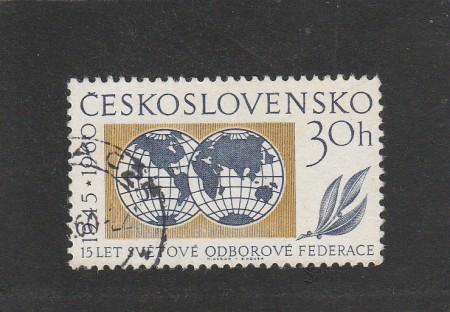 ČESKOSLOVENSKO
30h
1945 • 1960
15 LET SVĚTOVÉ ODBOROVÉ FEDERACE